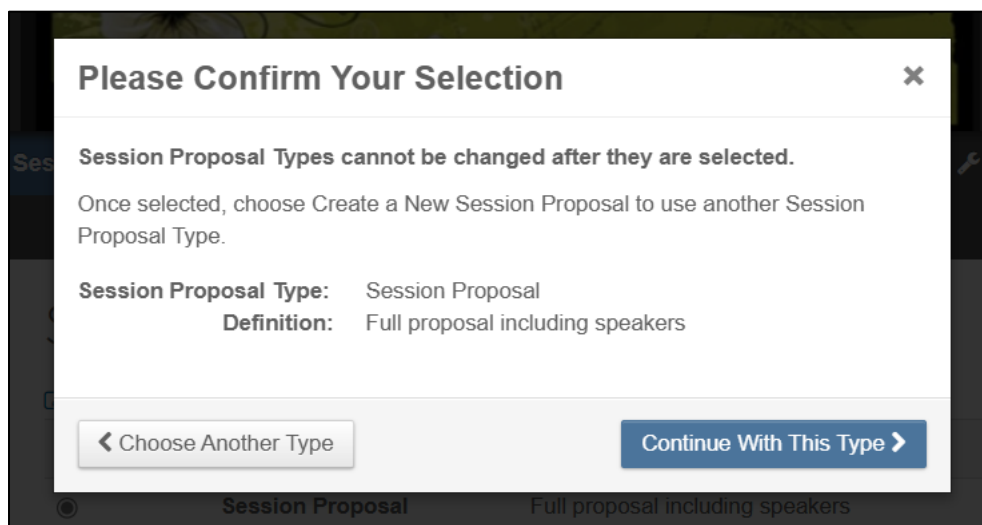 Please Confirm Your Selection
Ses
Session Proposal Types cannot be changed after they are selected.
Once selected, choose Create a New Session Proposal to use another Session
Proposal Type.
Session Proposal Type: Session Proposal
Definition: Full proposal including speakers
Choose Another Type
Continue With This Type
Session Proposal Full proposal including speakers